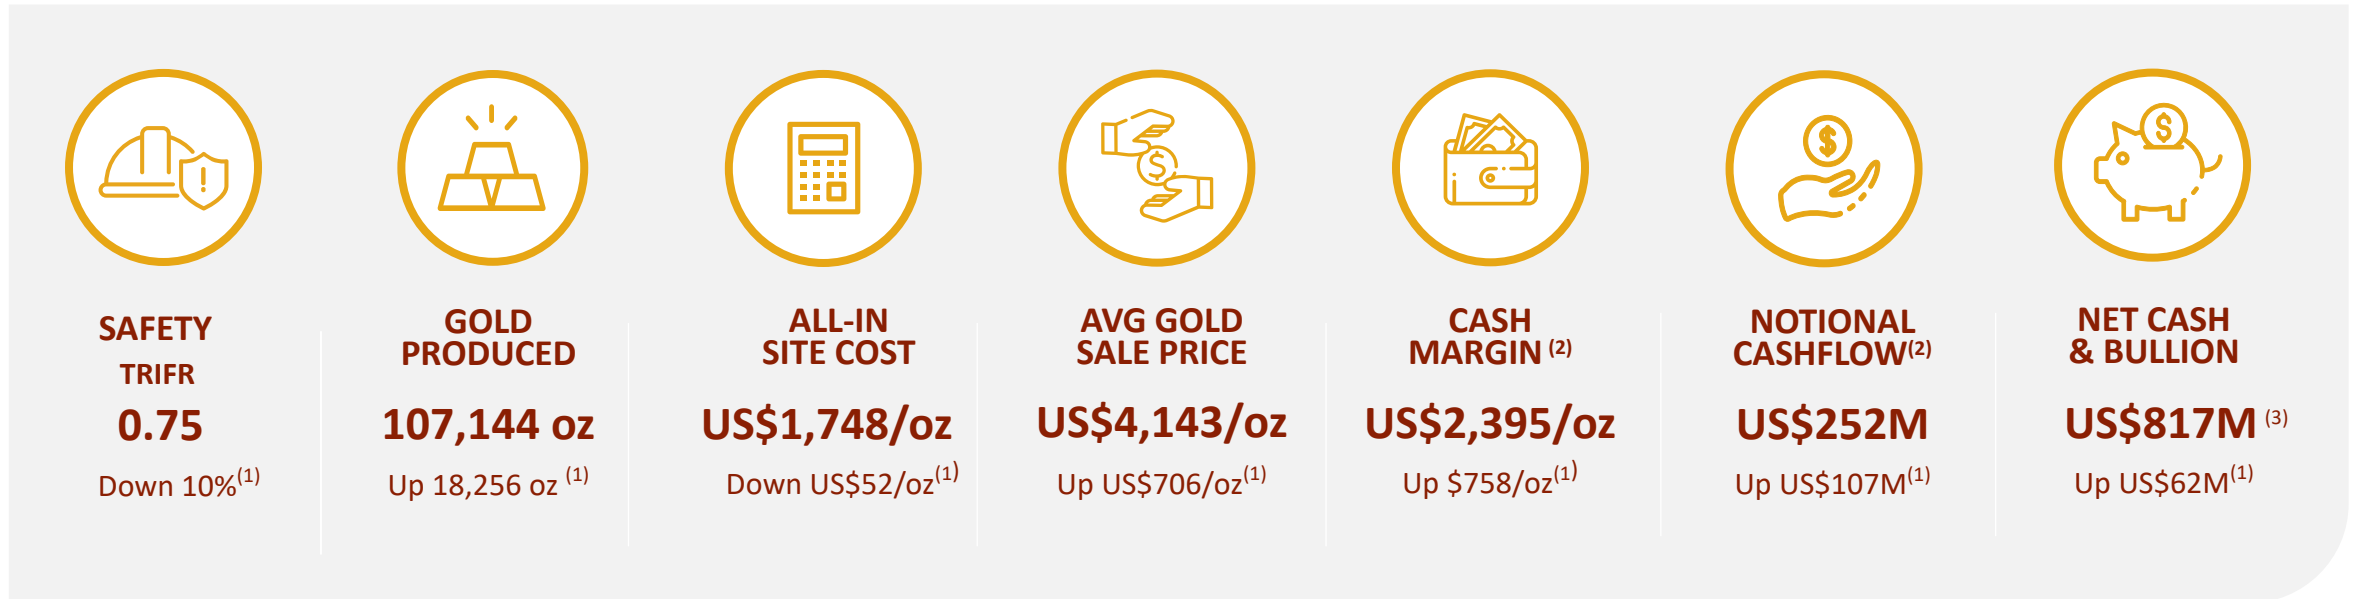 SAFETY
TRIFR
0.75
Down 10%(1)
GOLD
PRODUCED
107,144 oz
Up 18,256 oz (1)
ALL-IN
SITE COST
US$1,748/oz
Down US$52/oz(1)
AVG GOLD
SALE PRICE
US$4,143/oz
Up US$706/oz(1)
CASH
MARGIN (2)
US$2,395/oz
Up $758/oz(1)
NOTIONAL
CASHFLOW(2)
US$252M
Up US$107M(1)
NET CASH
& BULLION
US$817M (3)
Up US$62M(1)